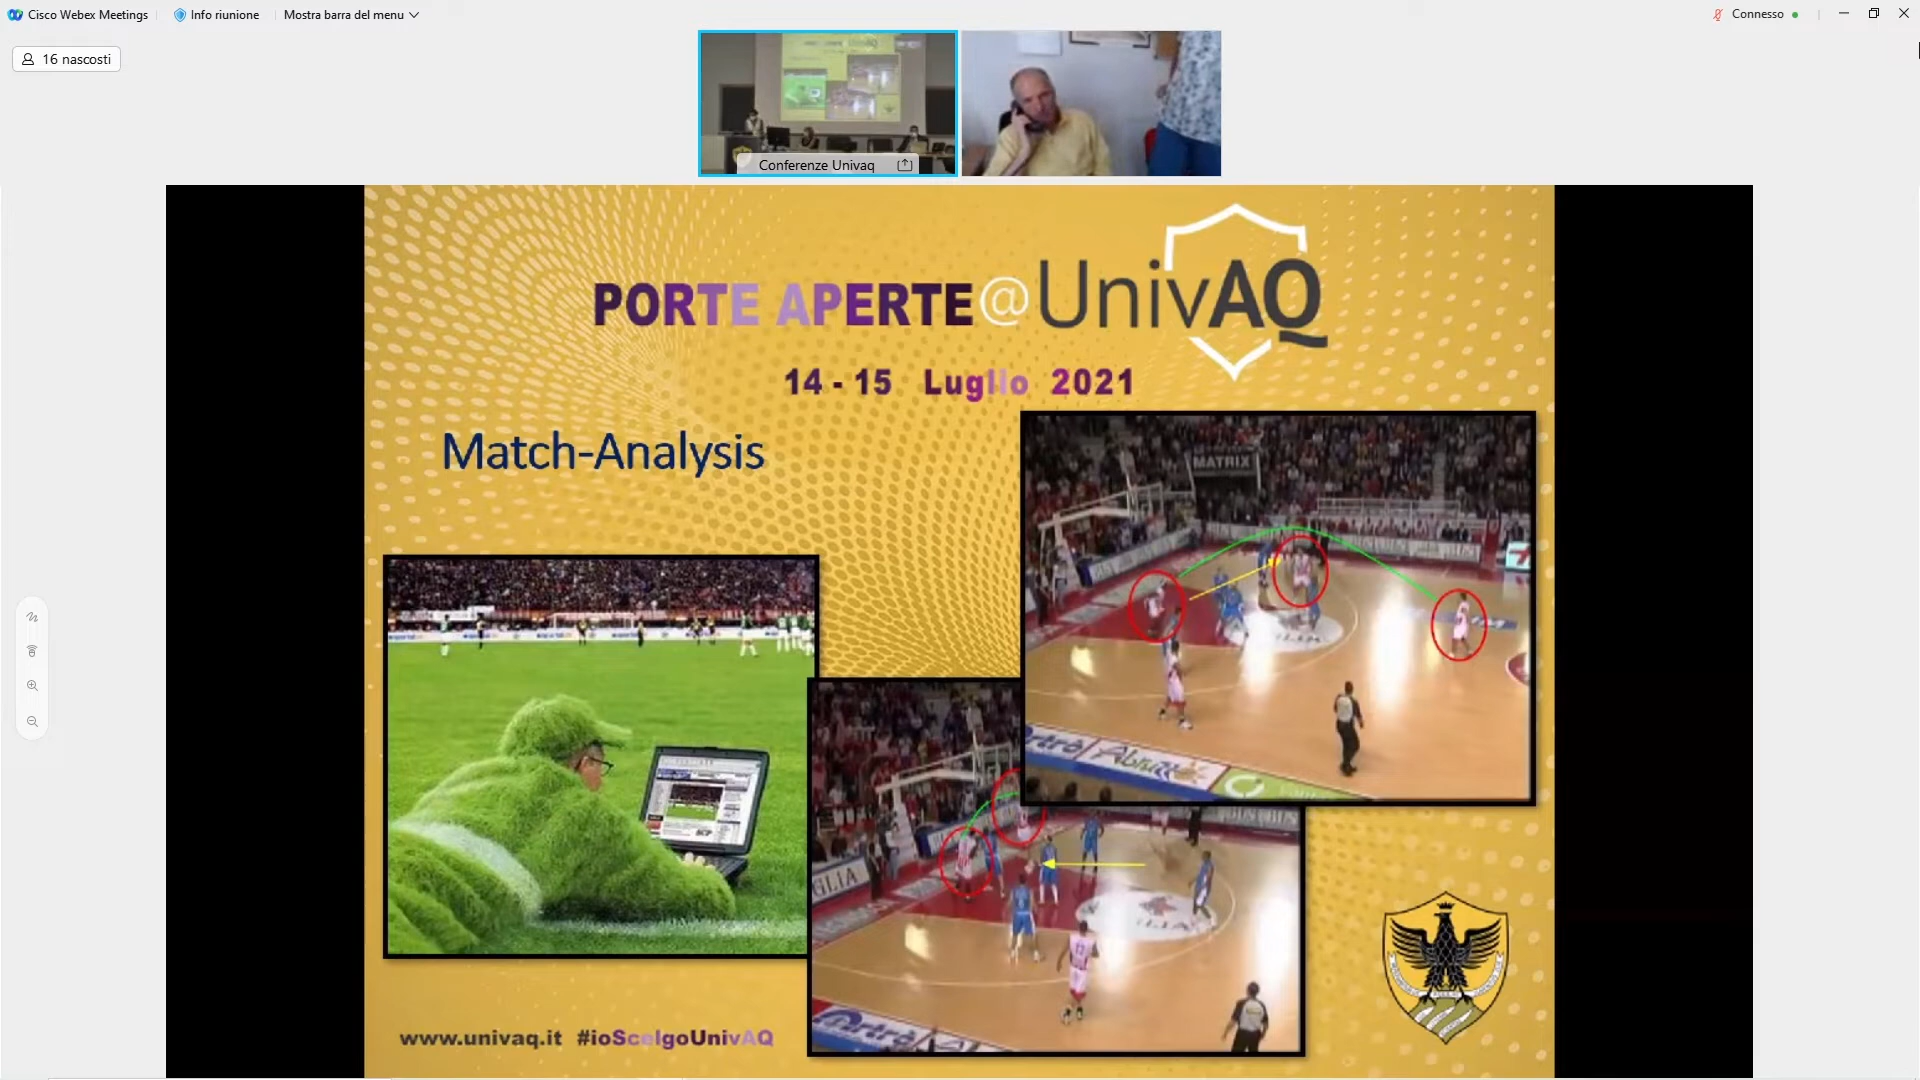 Cisco Webex Meetings
Info riunione
Mostra barra del menu
Connesso
16 nascosti
Conferenze Univaq
PORTE APERTE@UnivAQ
14 - 15 Luglio 2021
Match-Analysis
MATRIX
GLIA
www.univaq.it #ioScelgoUnivAQ